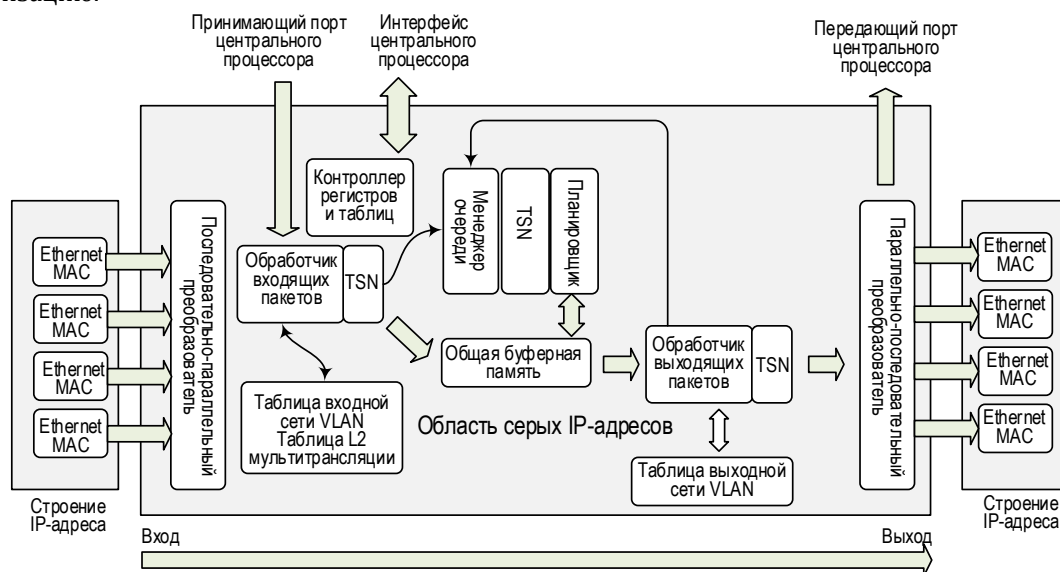 Принимающий порт
центрального
процессора
Интерфейс
центрального
процессора
Передающий порт
центрального
процессора
Контроллер
регистров
и таблиц
Менеджер
очереди
TSN
Планировщик
Последовательно-параллельный
преобразователь
Параллельно-последовательный
преобразователь
Ethernet
MAC
Ethernet
MAC
Ethernet
MAC
Ethernet
MAC
Обработчик
входящих
пакетов
TSN
Общая буферная
память
Обработчик
выходящих
пакетов
TSN
Ethernet
MAC
Ethernet
MAC
Ethernet
MAC
Ethernet
MAC
Таблица входной
сети VLAN
Таблица L2
мультитрансляции
Область серых IP-адресов
Таблица выходной
сети VLAN
Строение
IP-адреса
Строение
IP-адреса
Вход
Выход